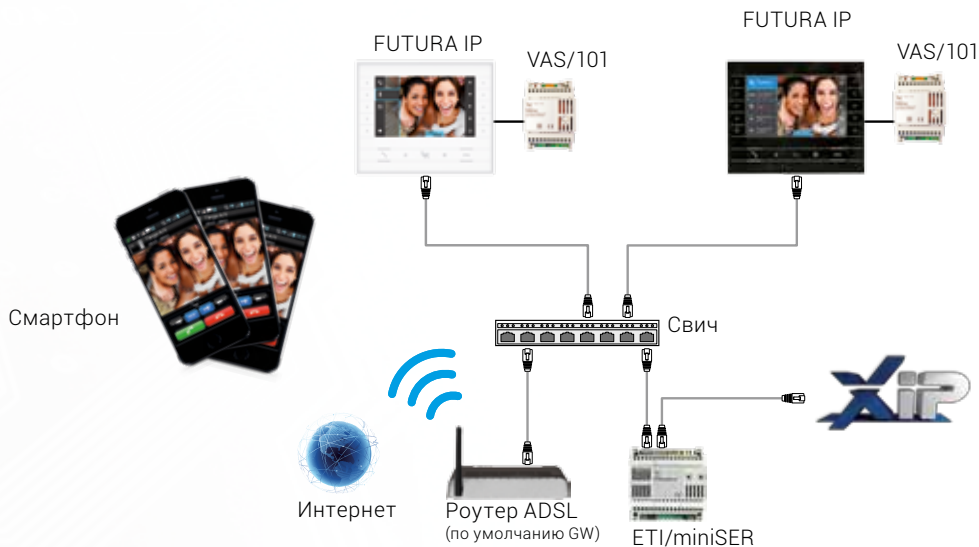 FUTURA IP
VAS/101
FUTURA IP
VAS/101
Смартфон
Свич
XiP
Интернет
Роутер ADSL
(по умолчанию GW)
ETI/miniSER